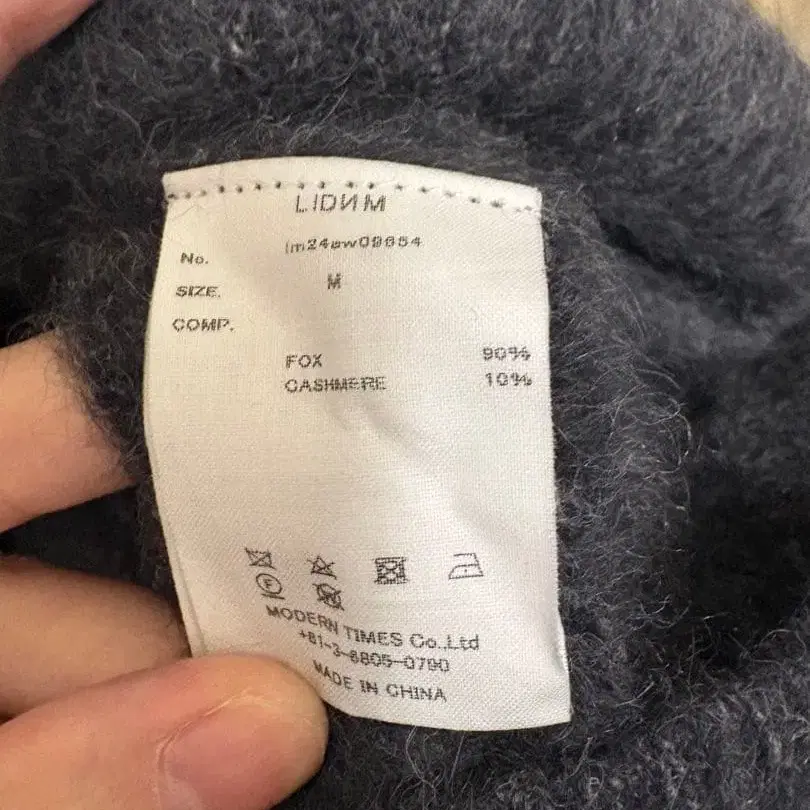 LIDИM
No. lm24aw09654
SIZE. M
COMP.
FOX 90%
CASHMERE 10%
F W
MODERN TIMES Co.,Ltd
+81-3-6805-0790
MADE IN CHINA